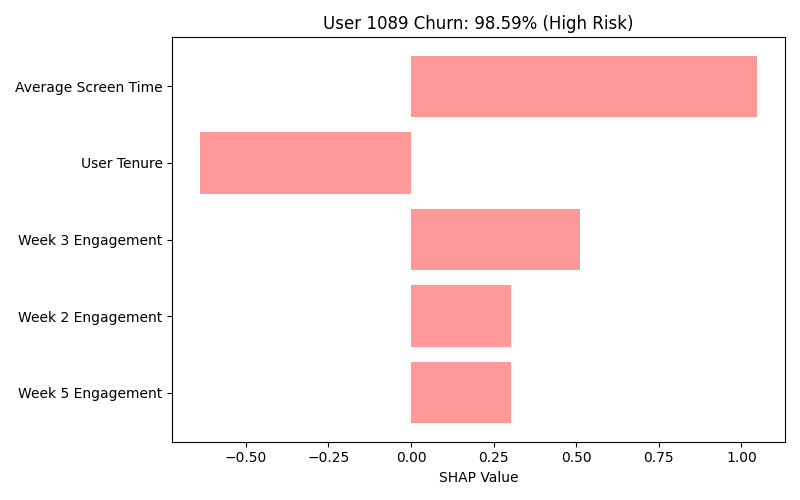 User 1089 Churn: 98.59% (High Risk)
Average Screen Time
User Tenure
Week 3 Engagement
Week 2 Engagement
Week 5 Engagement
−0.50 −0.25 0.00 0.25 0.50 0.75 1.00
SHAP Value